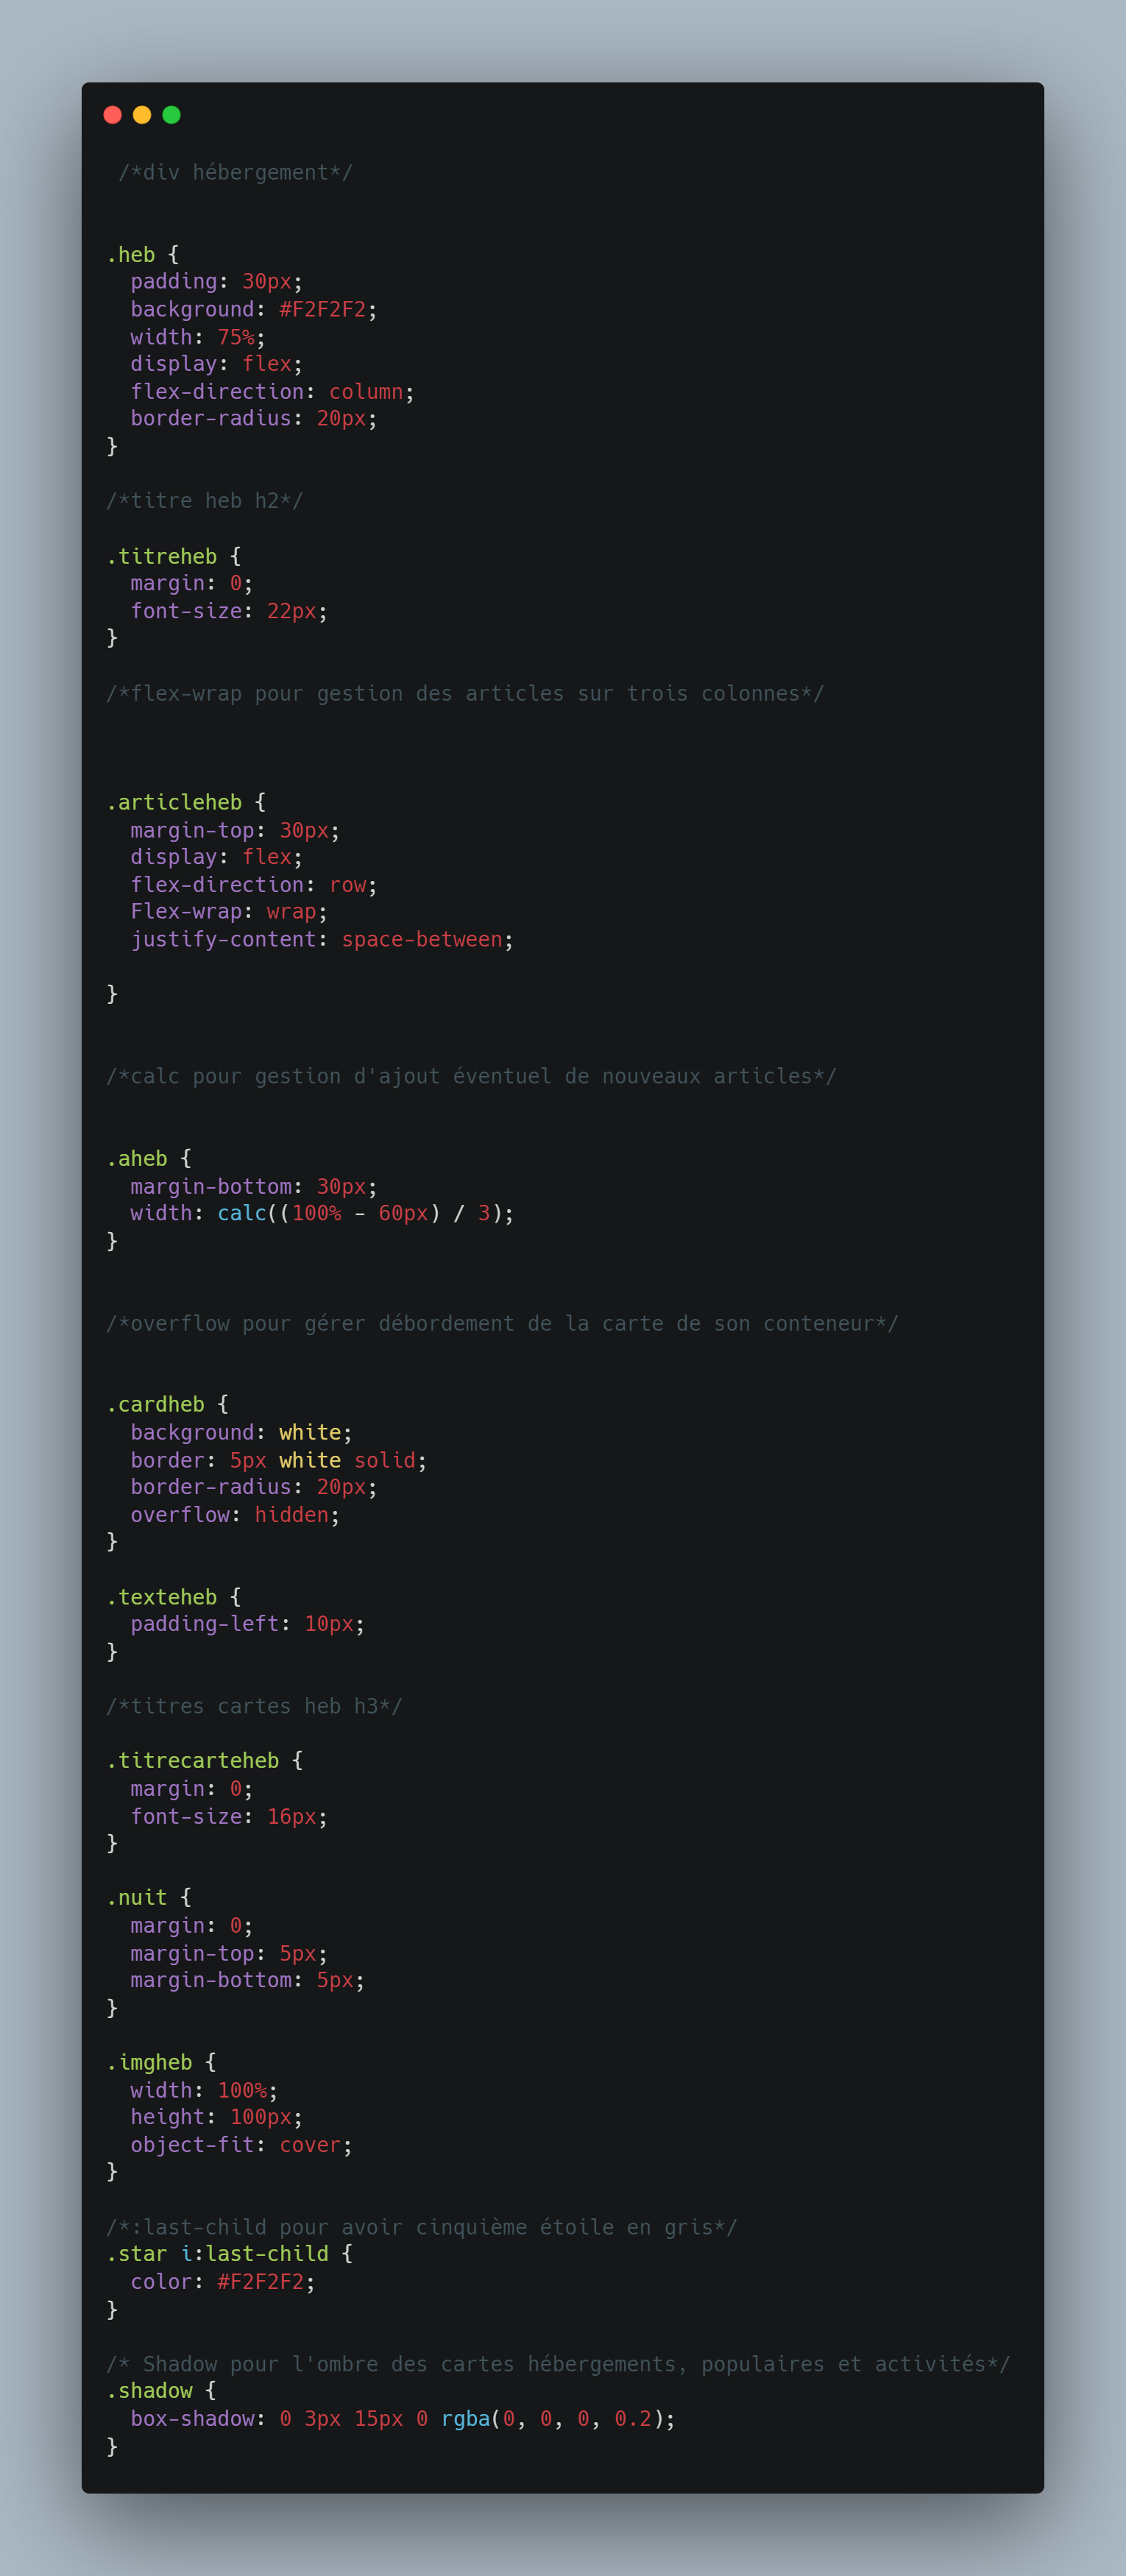 /*div hébergement*/
.heb {
padding: 30px;
background: #F2F2F2;
width: 75%;
display: flex;
flex-direction: column;
border-radius: 20px;
}
/*titre heb h2*/
.titreheb {
margin: 0;
font-size: 22px;
}
/*flex-wrap pour gestion des articles sur trois colonnes*/
.articleheb {
margin-top: 30px;
display: flex;
flex-direction: row;
Flex-wrap: wrap;
justify-content: space-between;
}
/*calc pour gestion d'ajout éventuel de nouveaux articles*/
.aheb {
margin-bottom: 30px;
width: calc((100% - 60px) / 3);
}
/*overflow pour gérer débordement de la carte de son conteneur*/
.cardheb {
background: white;
border: 5px white solid;
border-radius: 20px;
overflow: hidden;
}
.texteheb {
padding-left: 10px;
}
/*titres cartes heb h3*/
.titrecarteheb {
margin: 0;
font-size: 16px;
}
.nuit {
margin: 0;
margin-top: 5px;
margin-bottom: 5px;
}
.imgheb {
width: 100%;
height: 100px;
object-fit: cover;
}
/*:last-child pour avoir cinquième étoile en gris*/
.star i:last-child {
color: #F2F2F2;
}
/* Shadow pour l'ombre des cartes hébergements, populaires et activités*/
.shadow {
box-shadow: 0 3px 15px 0 rgba(0, 0, 0, 0.2);
}